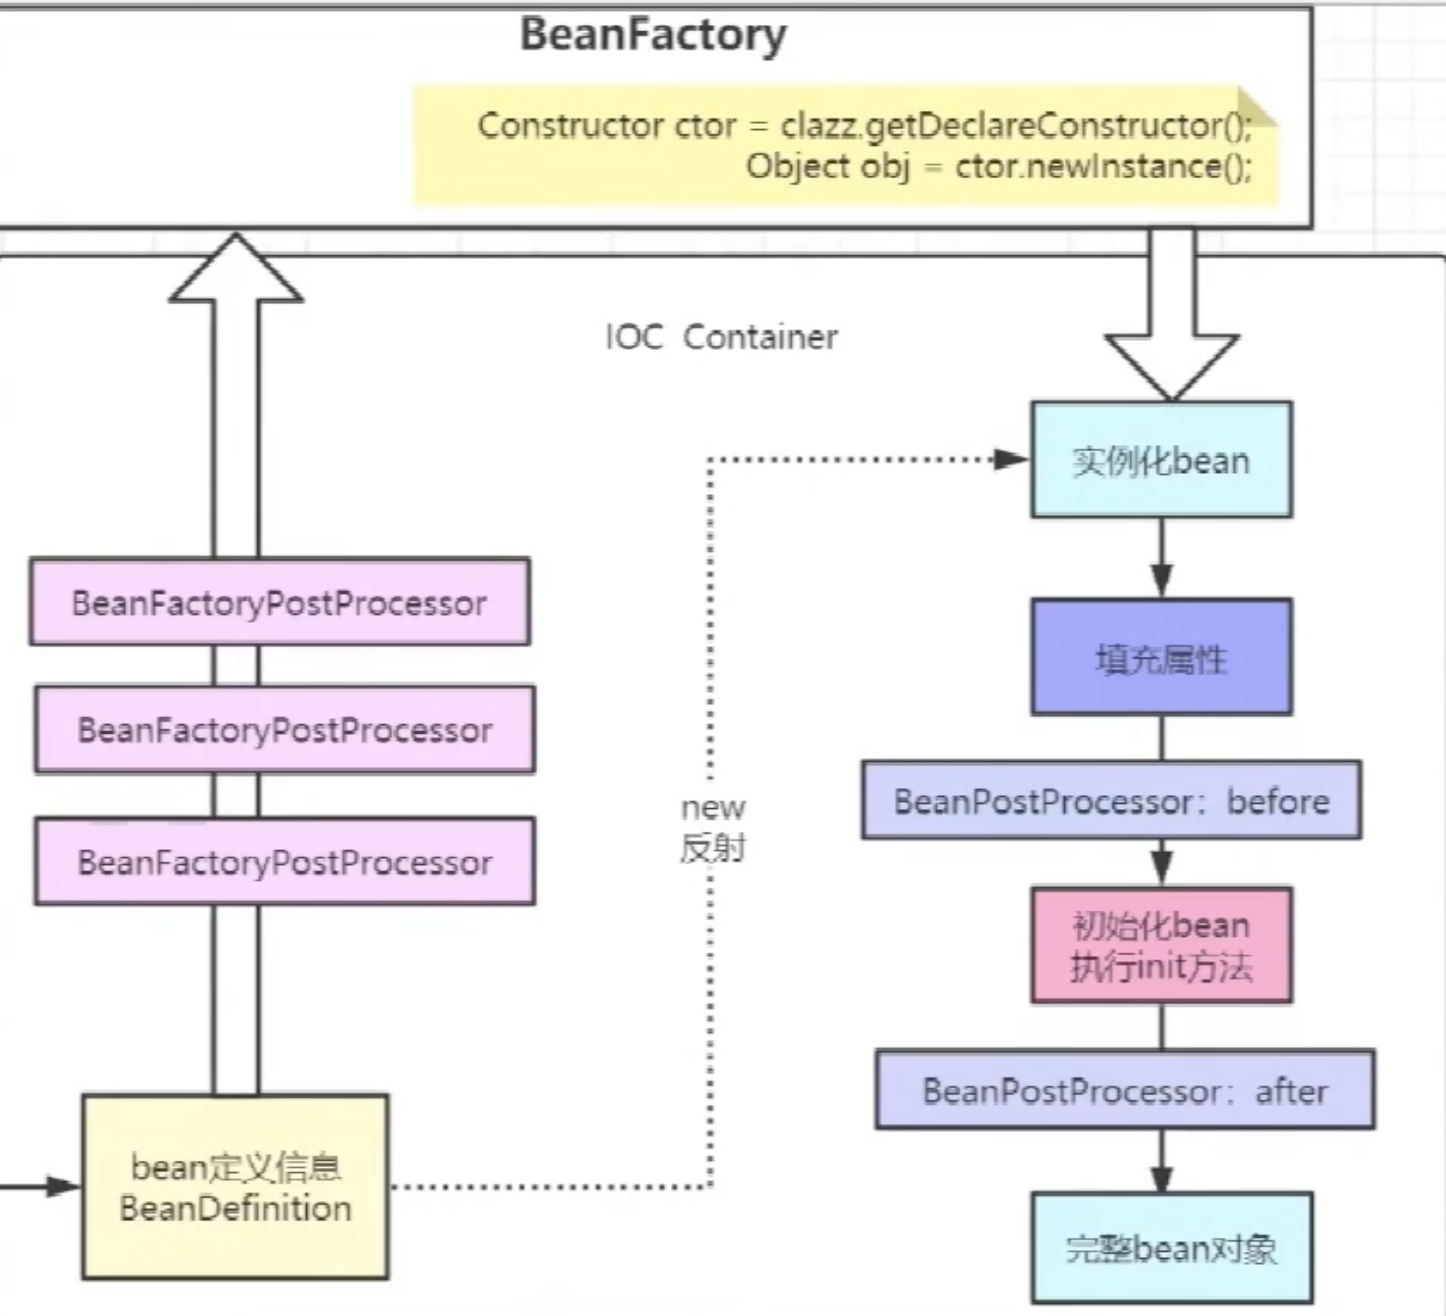 BeanFactory
Constructor ctor = clazz.getDeclareConstructor();
Object obj = ctor.newInstance();
IOC Container
实例化bean
BeanFactoryPostProcessor
填充属性
BeanFactoryPostProcessor
BeanPostProcessor：before
new
反射
BeanFactoryPostProcessor
初始化bean
执行init方法
BeanPostProcessor：after
bean定义信息
BeanDefinition
完整bean对象